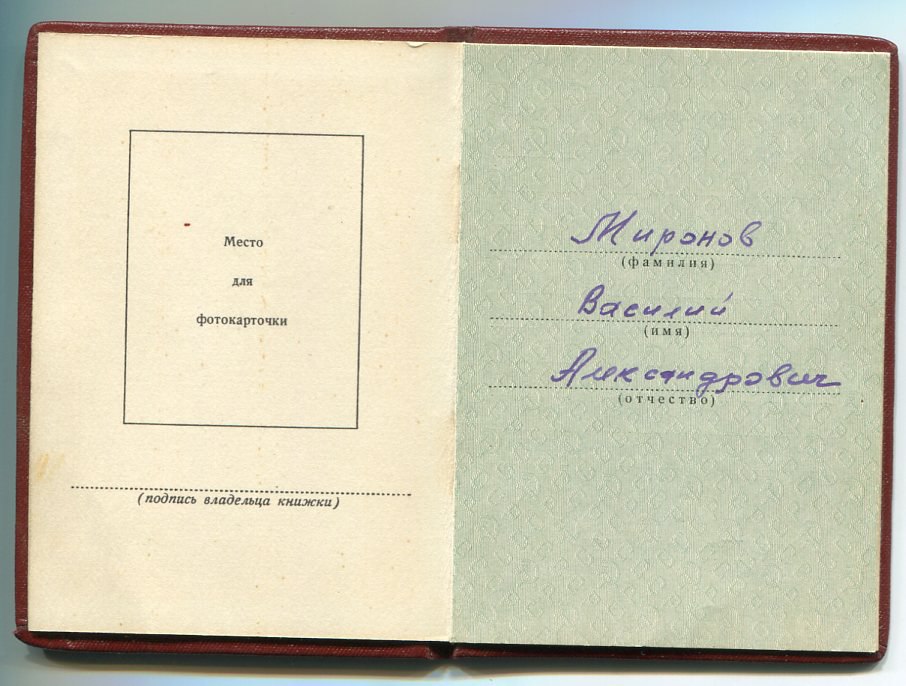 Место
для
фотокарточки
(подпись владельца книжки)
Миронов
(фамилия)
Василий
(имя)
Александрович
(отчество)